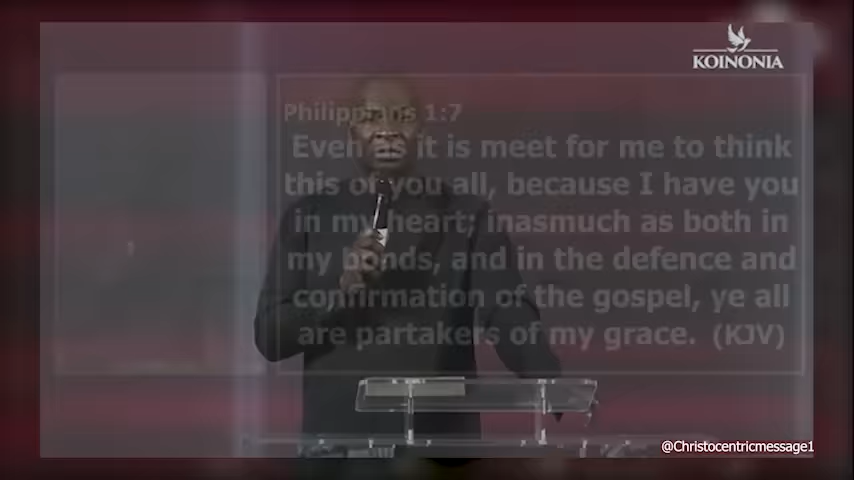 KOINONIA
Philippians 1:7
Even as it is meet for me to think
this of you all, because I have you
in my heart; inasmuch as both in
my bonds, and in the defence and
confirmation of the gospel, ye all
are partakers of my grace. (KJV)
@Christocentricmessage1